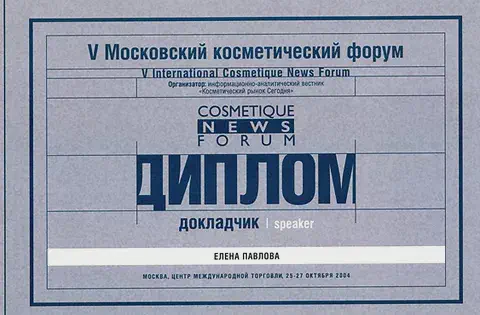 V Московский косметический форум
V International Cosmetique News Forum
Организатор: информационно-аналитический вестник
«Косметический рынок Сегодня»
COSMETIQUE
NEWS
FORUM
ДИПЛОМ
докладчик | speaker
ЕЛЕНА ПАВЛОВА
МОСКВА, ЦЕНТР МЕЖДУНАРОДНОЙ ТОРГОВЛИ, 25-27 ОКТЯБРЯ 2004